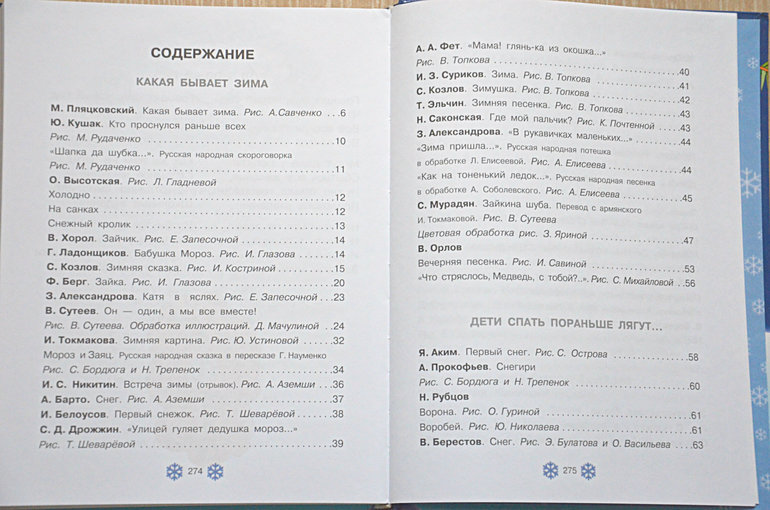 СОДЕРЖАНИЕ
КАКАЯ БЫВАЕТ ЗИМА
М. Пляцковский. Какая бывает зима. Рис. А.Савченко ...6
Ю. Кушак. Кто проснулся раньше всех
Рис. М. Рудаченко ...10
«Шапка да шубка...». Русская народная скороговорка
Рис. М. Рудаченко ...11
О. Высотская. Рис. Л. Гладневой
Холодно ...12
На санках ...12
Снежный кролик ...13
В. Хорол. Зайчик. Рис. Е. Запесочной ...14
Г. Ладонщиков. Бабушка Мороз. Рис. И. Глазова ...14
С. Козлов. Зимняя сказка. Рис. И. Костриной ...15
Ф. Берг. Зайка. Рис. И. Глазова ...20
З. Александрова. Катя в яслях. Рис. Е. Запесочной ...23
В. Сутеев. Он — один, а мы все вместе!
Рис. В. Сутеева. Обработка иллюстраций. Д. Мачулиной ...24
И. Токмакова. Зимняя картина. Рис. Ю. Устиновой ...32
Мороз и Заяц. Русская народная сказка в пересказе Г. Науменко
Рис. С. Бордюга и Н. Трепенок ...34
И. С. Никитин. Встреча зимы (отрывок). Рис. А. Аземши ...36
А. Барто. Снег. Рис. А. Аземши ...37
И. Белоусов. Первый снежок. Рис. Т. Шеварёвой ...38
С. Д. Дрожжин. «Улицей гуляет дедушка мороз...»
Рис. Т. Шеварёвой ...39
274
А. А. Фет. «Мама! глянь-ка из окошка...»
Рис. В. Топкова ...40
И. З. Суриков. Зима. Рис. В. Топкова ...41
С. Козлов. Зимушка. Рис. В. Топкова ...42
Т. Эльчин. Зимняя песенка. Рис. В. Топкова ...43
Н. Саконская. Где мой пальчик? Рис. К. Почтенной ...43
З. Александрова. «В рукавичках маленьких...» ...44
«Зима пришла...». Русская народная потешка
в обработке Л. Елисеевой. Рис. А. Елисеева ...44
«Как на тоненький ледок...». Русская народная песенка
в обработке А. Соболевского. Рис. А. Елисеева ...45
С. Мурадян. Зайкина шуба. Перевод с армянского
И. Токмаковой. Рис. В. Сутеева
Цветовая обработка рис. З. Яриной ...47
В. Орлов
Вечерняя песенка. Рис. И. Савиной ...53
«Что стряслось, Медведь, с тобой?..». Рис. С. Михайловой ...56
ДЕТИ СПАТЬ ПОРАНЬШЕ ЛЯГУТ...
Я. Аким. Первый снег. Рис. С. Острова ...58
А. Прокофьев. Снегири
Рис. С. Бордюга и Н. Трепенок ...60
Н. Рубцов
Ворона. Рис. О. Гуриной ...61
Воробей. Рис. Ю. Николаева ...61
В. Берестов. Снег. Рис. Э. Булатова и О. Васильева ...63
275